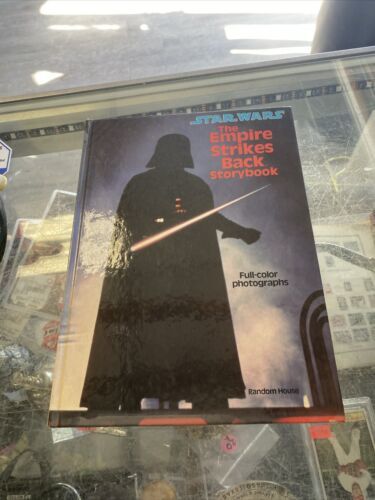 STAR WARS
The
Empire
Strikes
Back
Storybook
Full-color
photographs
Random House